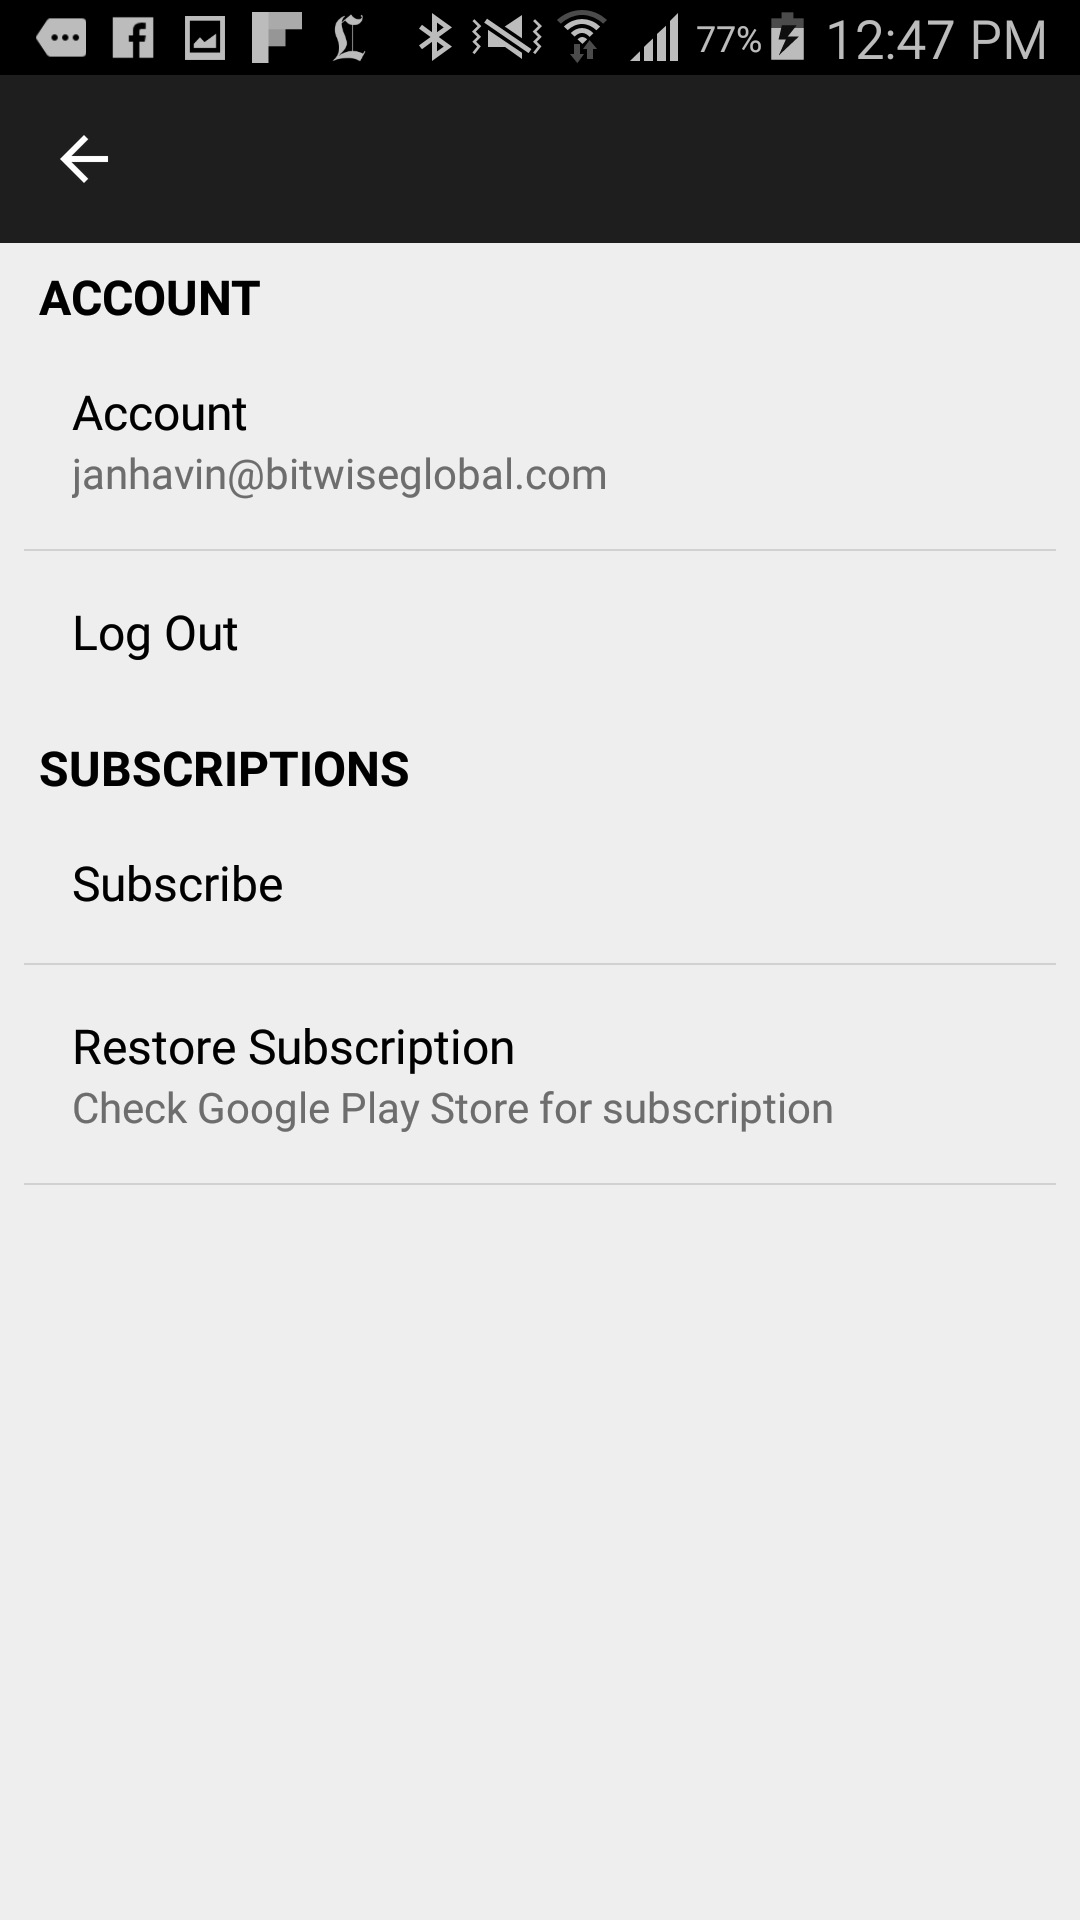 77% 12:47 PM
ACCOUNT
Account
janhavin@bitwiseglobal.com
Log Out
SUBSCRIPTIONS
Subscribe
Restore Subscription
Check Google Play Store for subscription